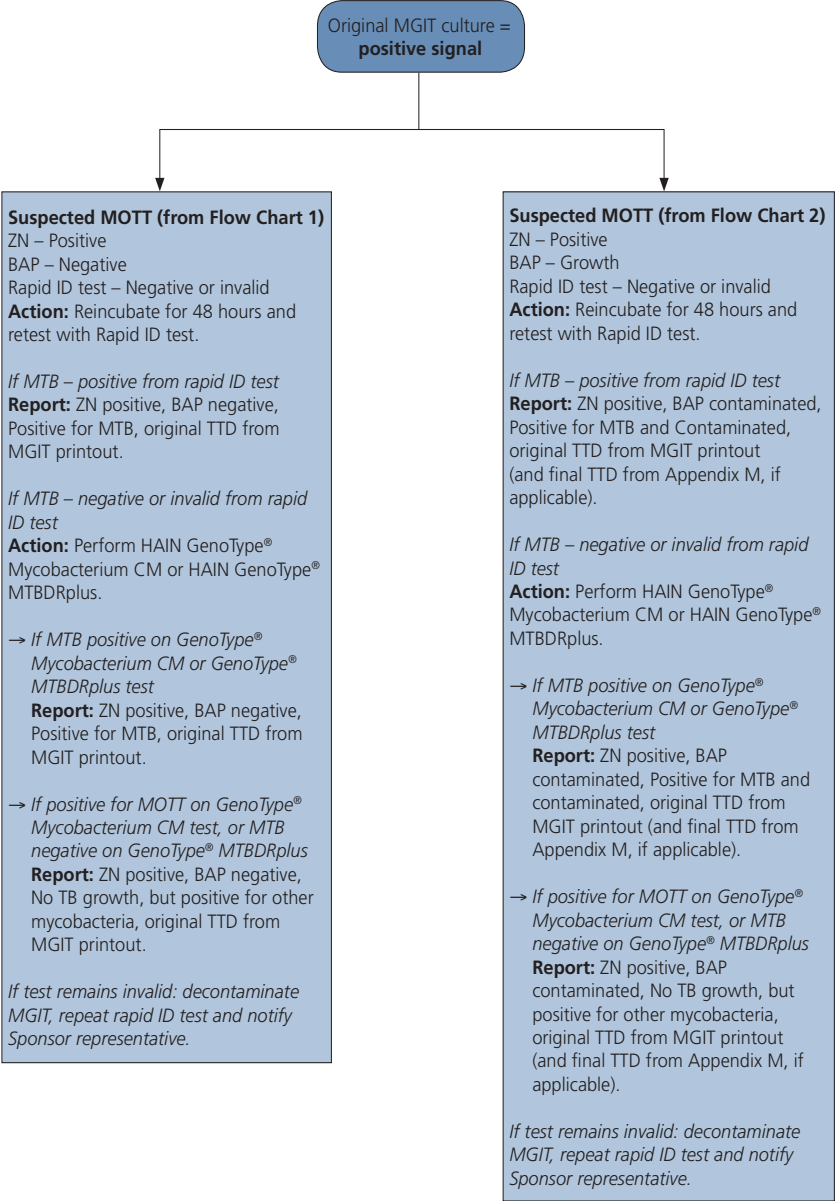 Original MGIT culture =
positive signal
Suspected MOTT (from Flow Chart 1)
ZN – Positive
BAP – Negative
Rapid ID test – Negative or invalid
Action: Reincubate for 48 hours and
retest with Rapid ID test.
If MTB – positive from rapid ID test
Report: ZN positive, BAP negative,
Positive for MTB, original TTD from
MGIT printout.
If MTB – negative or invalid from rapid
ID test
Action: Perform HAIN GenoType®
Mycobacterium CM or HAIN GenoType®
MTBDRplus.
→ If MTB positive on GenoType®
Mycobacterium CM or GenoType®
MTBDRplus test
Report: ZN positive, BAP negative,
Positive for MTB, original TTD from
MGIT printout.
→ If positive for MOTT on GenoType®
Mycobacterium CM test, or MTB
negative on GenoType® MTBDRplus
Report: ZN positive, BAP negative,
No TB growth, but positive for other
mycobacteria, original TTD from
MGIT printout.
If test remains invalid: decontaminate
MGIT, repeat rapid ID test and notify
Sponsor representative.
Suspected MOTT (from Flow Chart 2)
ZN – Positive
BAP – Growth
Rapid ID test – Negative or invalid
Action: Reincubate for 48 hours and
retest with Rapid ID test.
If MTB – positive from rapid ID test
Report: ZN positive, BAP contaminated,
Positive for MTB and Contaminated,
original TTD from MGIT printout
(and final TTD from Appendix M, if
applicable).
If MTB – negative or invalid from rapid
ID test
Action: Perform HAIN GenoType®
Mycobacterium CM or HAIN GenoType®
MTBDRplus.
→ If MTB positive on GenoType®
Mycobacterium CM or GenoType®
MTBDRplus test
Report: ZN positive, BAP
contaminated, Positive for MTB and
contaminated, original TTD from
MGIT printout (and final TTD from
Appendix M, if applicable).
→ If positive for MOTT on GenoType®
Mycobacterium CM test, or MTB
negative on GenoType® MTBDRplus
Report: ZN positive, BAP
contaminated, No TB growth, but
positive for other mycobacteria,
original TTD from MGIT printout
(and final TTD from Appendix M, if
applicable).
If test remains invalid: decontaminate
MGIT, repeat rapid ID test and notify
Sponsor representative.